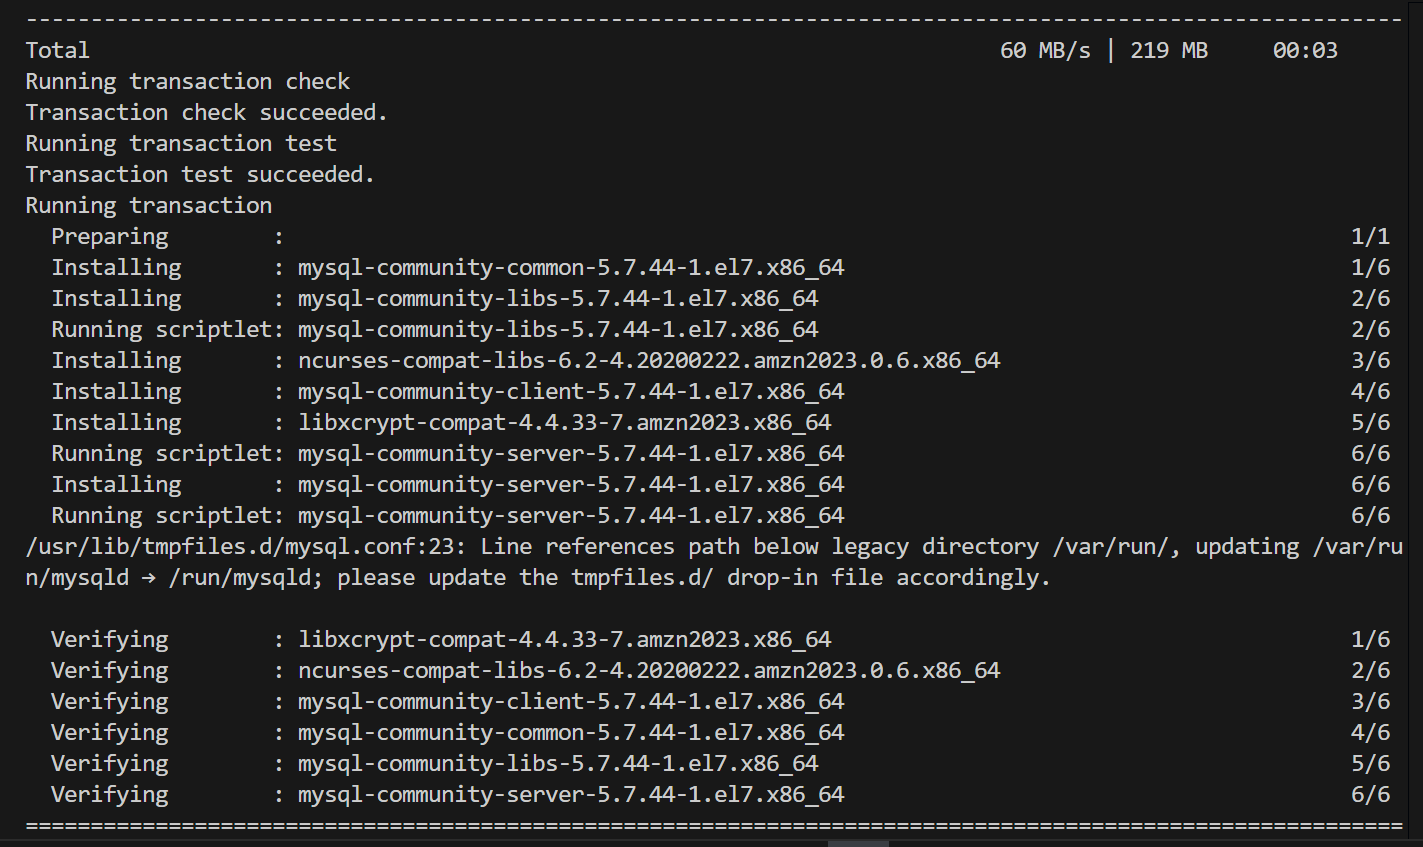 --------------------------------------------------------------------------------------------------------------
Total                                                                      60 MB/s | 219 MB     00:03
Running transaction check
Transaction check succeeded.
Running transaction test
Transaction test succeeded.
Running transaction
  Preparing        :                                                                                  1/1
  Installing       : mysql-community-common-5.7.44-1.el7.x86_64                                       1/6
  Installing       : mysql-community-libs-5.7.44-1.el7.x86_64                                         2/6
  Running scriptlet: mysql-community-libs-5.7.44-1.el7.x86_64                                         2/6
  Installing       : ncurses-compat-libs-6.2-4.20200222.amzn2023.0.6.x86_64                           3/6
  Installing       : mysql-community-client-5.7.44-1.el7.x86_64                                       4/6
  Installing       : libxcrypt-compat-4.4.33-7.amzn2023.x86_64                                        5/6
  Running scriptlet: mysql-community-server-5.7.44-1.el7.x86_64                                       6/6
  Installing       : mysql-community-server-5.7.44-1.el7.x86_64                                       6/6
  Running scriptlet: mysql-community-server-5.7.44-1.el7.x86_64                                       6/6
/usr/lib/tmpfiles.d/mysql.conf:23: Line references path below legacy directory /var/run/, updating /var/ru
n/mysqld → /run/mysqld; please update the tmpfiles.d/ drop-in file accordingly.

  Verifying        : libxcrypt-compat-4.4.33-7.amzn2023.x86_64                                        1/6
  Verifying        : ncurses-compat-libs-6.2-4.20200222.amzn2023.0.6.x86_64                           2/6
  Verifying        : mysql-community-client-5.7.44-1.el7.x86_64                                       3/6
  Verifying        : mysql-community-common-5.7.44-1.el7.x86_64                                       4/6
  Verifying        : mysql-community-libs-5.7.44-1.el7.x86_64                                         5/6
  Verifying        : mysql-community-server-5.7.44-1.el7.x86_64                                       6/6
==========================================================================================================